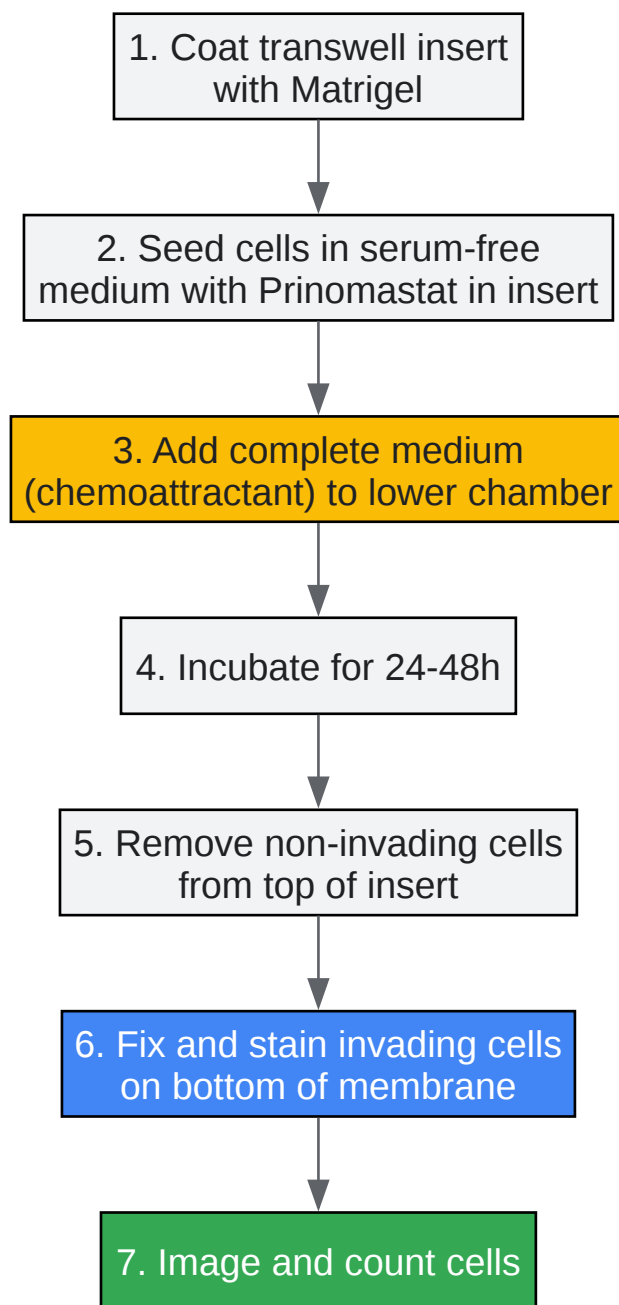 1. Coat transwell insert
with Matrigel
2. Seed cells in serum-free
medium with Prinomastat in insert
3. Add complete medium
(chemoattractant) to lower chamber
4. Incubate for 24-48h
5. Remove non-invading cells
from top of insert
6. Fix and stain invading cells
on bottom of membrane
7. Image and count cells